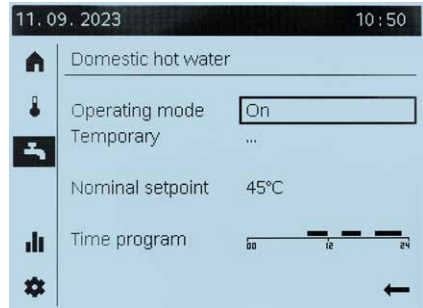 11. 09. 2023 10:50
Domestic hot water
Operating mode On
Temporary ...
Nominal setpoint 45°C
Time program
00 12 24